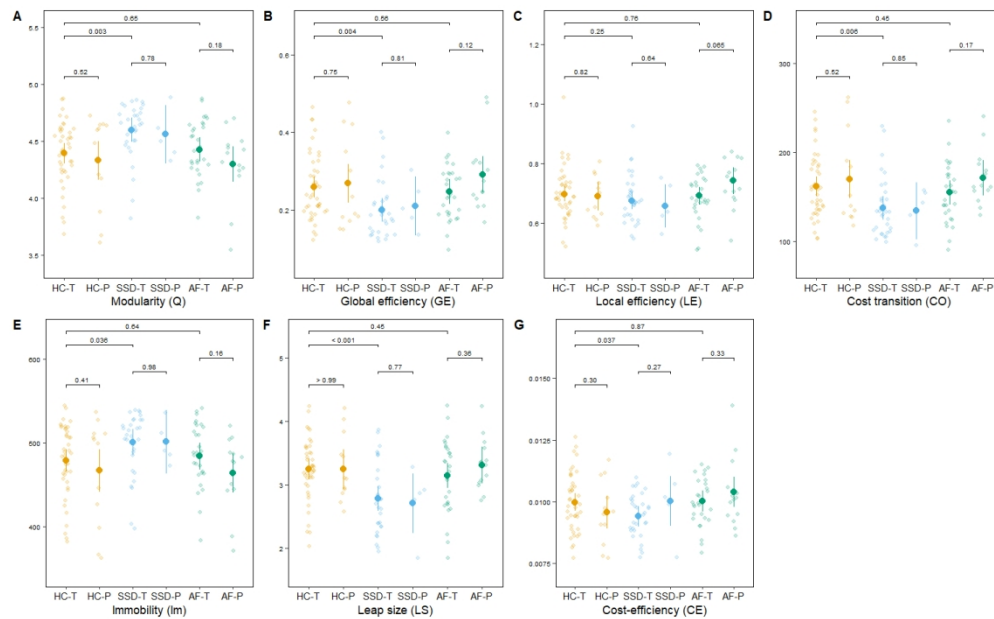 A
0.65
0.003
0.18
0.78
0.52
5.5
5.0
4.5
4.0
3.5
HC-T HC-P SSD-T SSD-P AF-T AF-P
Modularity (Q)
B
0.56
0.004
0.12
0.75
0.81
0.6
0.4
0.2
HC-T HC-P SSD-T SSD-P AF-T AF-P
Global efficiency (GE)
C
0.76
0.25
0.065
0.82
0.64
1.2
1.0
0.8
0.6
HC-T HC-P SSD-T SSD-P AF-T AF-P
Local efficiency (LE)
D
0.45
0.006
0.17
0.52
0.85
300
200
100
HC-T HC-P SSD-T SSD-P AF-T AF-P
Cost transition (CO)
E
0.64
0.036
0.16
0.41
0.98
600
500
400
HC-T HC-P SSD-T SSD-P AF-T AF-P
Immobility (Im)
F
0.45
< 0.001
0.36
> 0.99
0.77
5
4
3
2
HC-T HC-P SSD-T SSD-P AF-T AF-P
Leap size (LS)
G
0.87
0.037
0.33
0.30
0.27
0.0150
0.0125
0.0100
0.0075
HC-T HC-P SSD-T SSD-P AF-T AF-P
Cost-efficiency (CE)